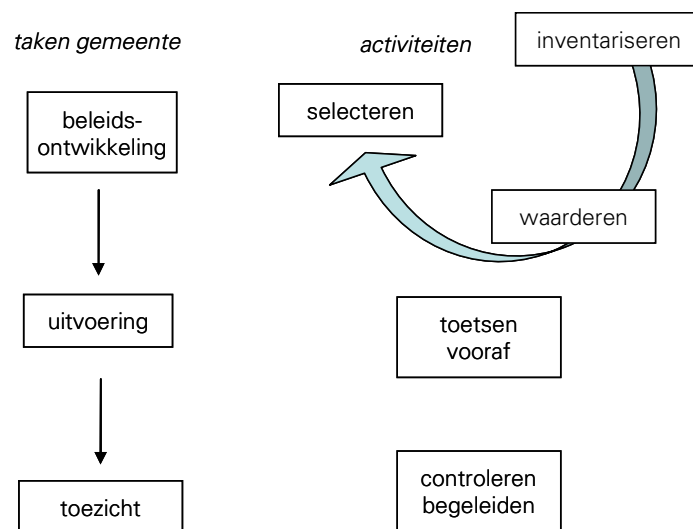 taken gemeente
activiteiten
inventariseren
selecteren
beleids-
ontwikkeling
waarderen
uitvoering
toetsen
vooraf
toezicht
controleren
begeleiden